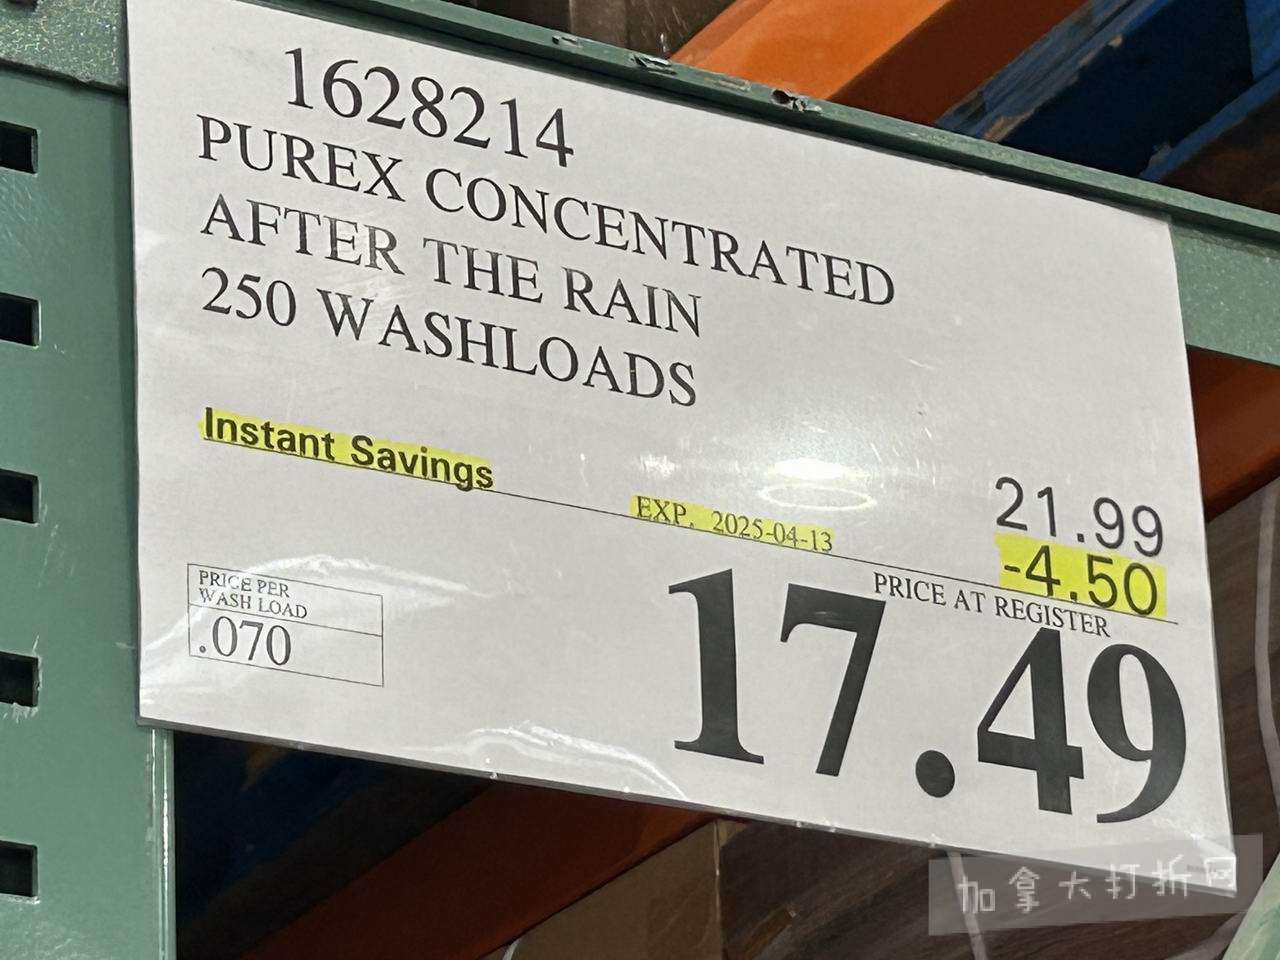 1628214
PUREX CONCENTRATED
AFTER THE RAIN
250 WASHLOADS
Instant Savings
EXP. 2025-04-13
21.99
-4.50
PRICE AT REGISTER
17.49
PRICE PER
WASH LOAD
.070
加拿大打折网